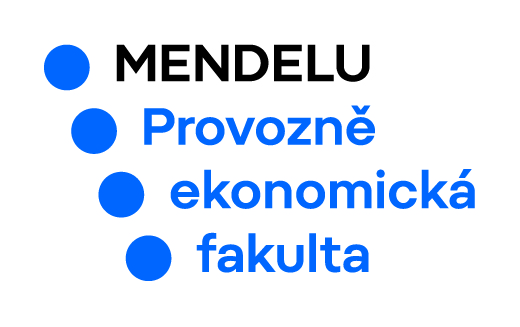 MENDELU
Provozně
ekonomická
fakulta